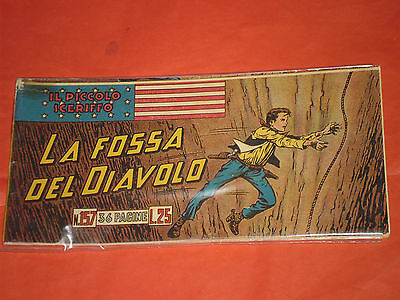 IL PICCOLO
SCERIFFO
LA FOSSA
DEL DIAVOLO
N.157 36 PAGINE L.25